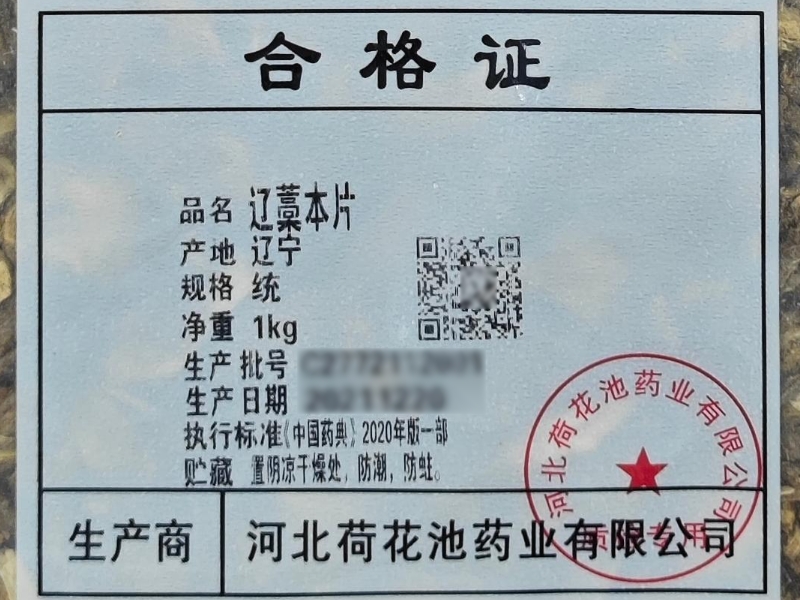 合格证
品名 辽藁本片
产地 辽宁
规格 统
净重 1kg
生产批号
生产日期
执行标准《中国药典》2020年版一部
贮藏 置阴凉干燥处，防潮，防蛀。
河北荷花池药业有限公司
生产商 河北荷花池药业有限公司